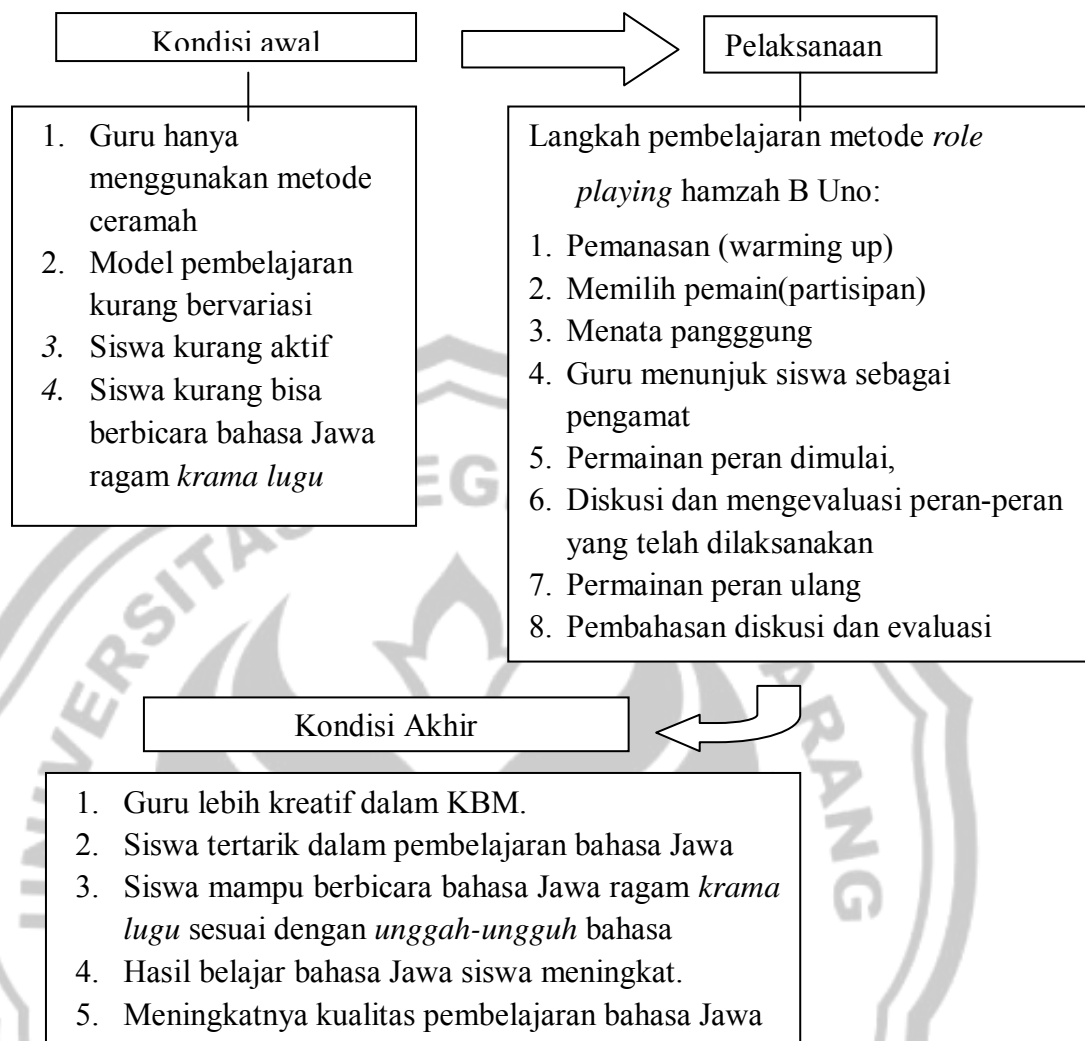 Kondisi awal
Pelaksanaan
1. Guru hanya
menggunakan metode
ceramah
2. Model pembelajaran
kurang bervariasi
3. Siswa kurang aktif
4. Siswa kurang bisa
berbicara bahasa Jawa
ragam krama lugu
Langkah pembelajaran metode role
playing hamzah B Uno:
1. Pemanasan (warming up)
2. Memilih pemain(partisipan)
3. Menata pangggung
4. Guru menunjuk siswa sebagai
pengamat
5. Permainan peran dimulai,
6. Diskusi dan mengevaluasi peran-peran
yang telah dilaksanakan
7. Permainan peran ulang
8. Pembahasan diskusi dan evaluasi
Kondisi Akhir
1. Guru lebih kreatif dalam KBM.
2. Siswa tertarik dalam pembelajaran bahasa Jawa
3. Siswa mampu berbicara bahasa Jawa ragam krama
lugu sesuai dengan unggah-ungguh bahasa
4. Hasil belajar bahasa Jawa siswa meningkat.
5. Meningkatnya kualitas pembelajaran bahasa Jawa